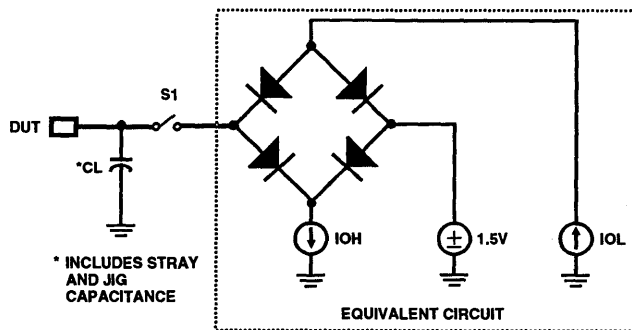 S1
DUT
*CL
IOH
±
1.5V
IOL
* INCLUDES STRAY
AND JIG
CAPACITANCE
EQUIVALENT CIRCUIT